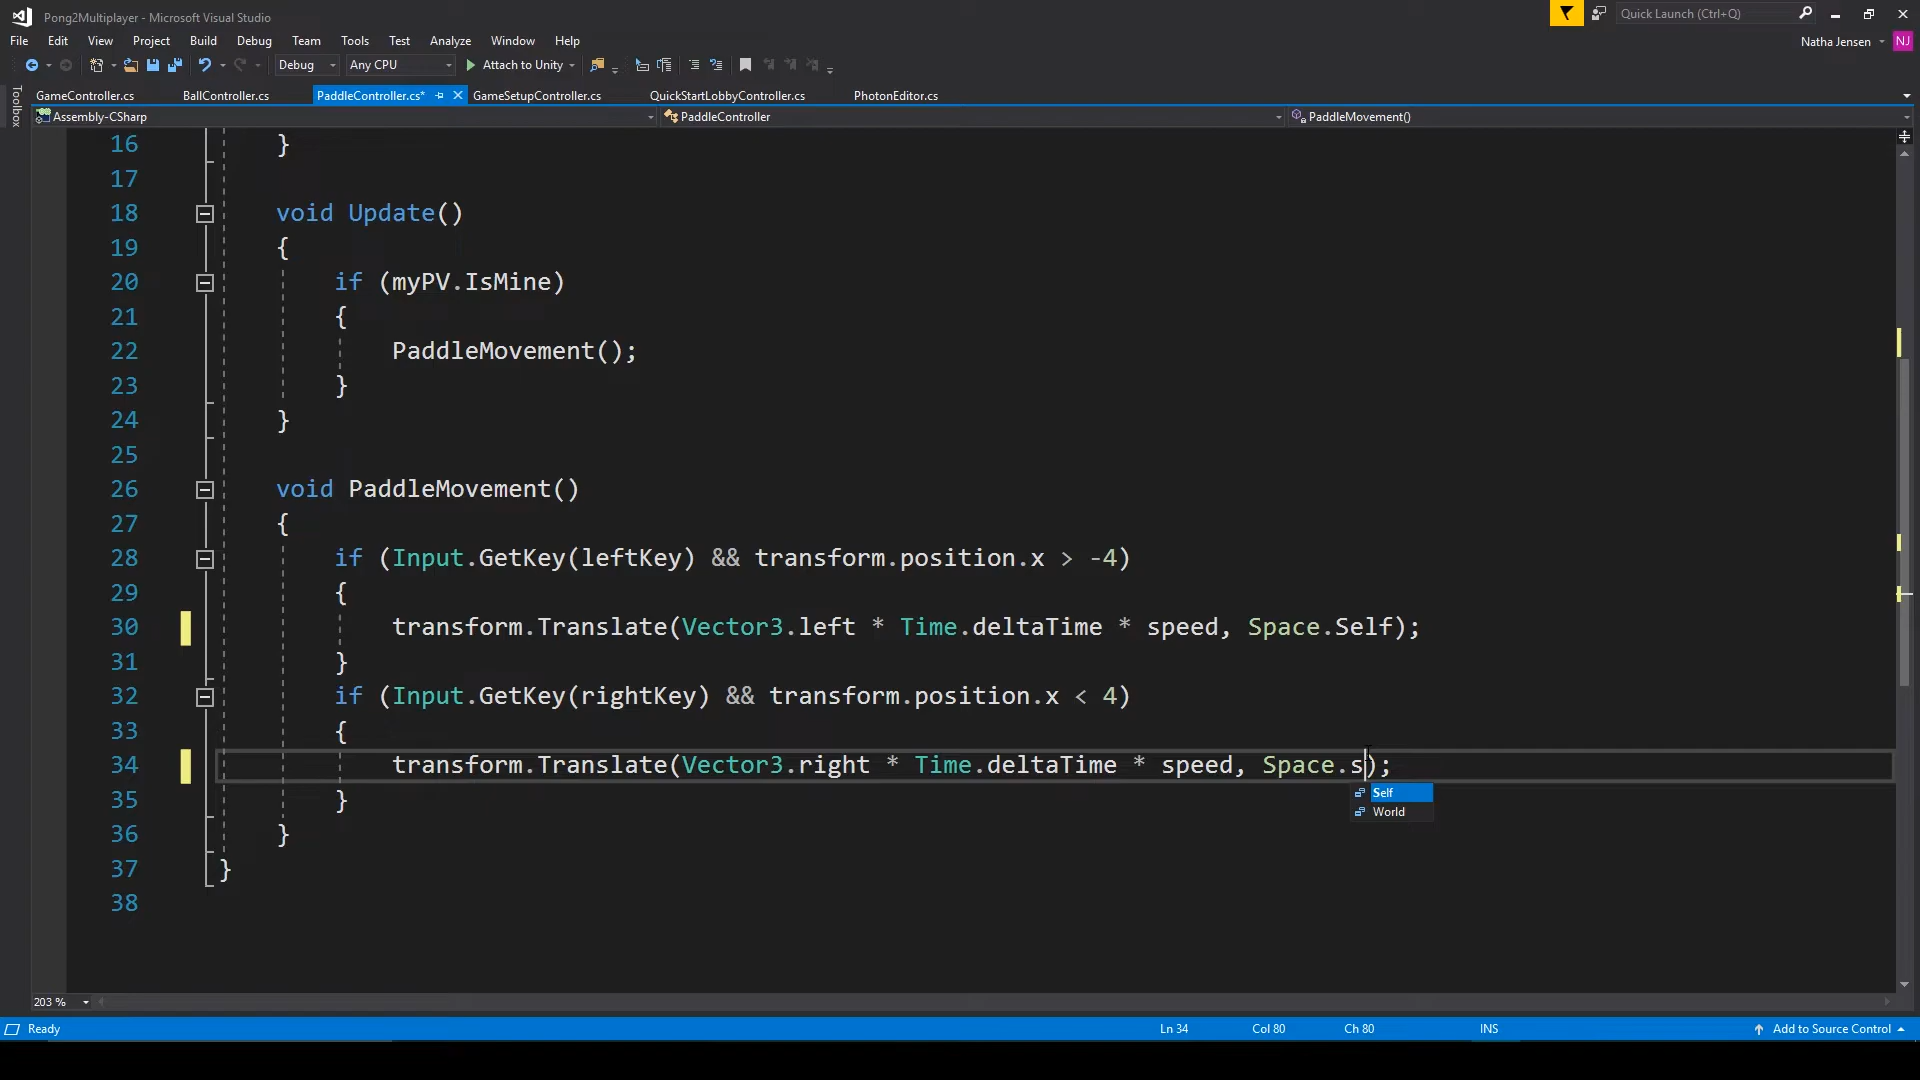 Pong2Multiplayer - Microsoft Visual Studio
Quick Launch (Ctrl+Q)
File Edit View Project Build Debug Team Tools Test Analyze Window Help
Natha Jensen NJ
Debug Any CPU Attach to Unity
Toolbox
GameController.cs BallController.cs PaddleController.cs* GameSetupController.cs QuickStartLobbyController.cs PhotonEditor.cs
Assembly-CSharp PaddleController PaddleMovement()
16 }
17
18 void Update()
19 {
20 if (myPV.IsMine)
21 {
22 PaddleMovement();
23 }
24 }
25
26 void PaddleMovement()
27 {
28 if (Input.GetKey(leftKey) && transform.position.x > -4)
29 {
30 transform.Translate(Vector3.left * Time.deltaTime * speed, Space.Self);
31 }
32 if (Input.GetKey(rightKey) && transform.position.x < 4)
33 {
34 transform.Translate(Vector3.right * Time.deltaTime * speed, Space.s);
Self
World
35 }
36 }
37 }
38
203 %
Ready Ln 34 Col 80 Ch 80 INS Add to Source Control